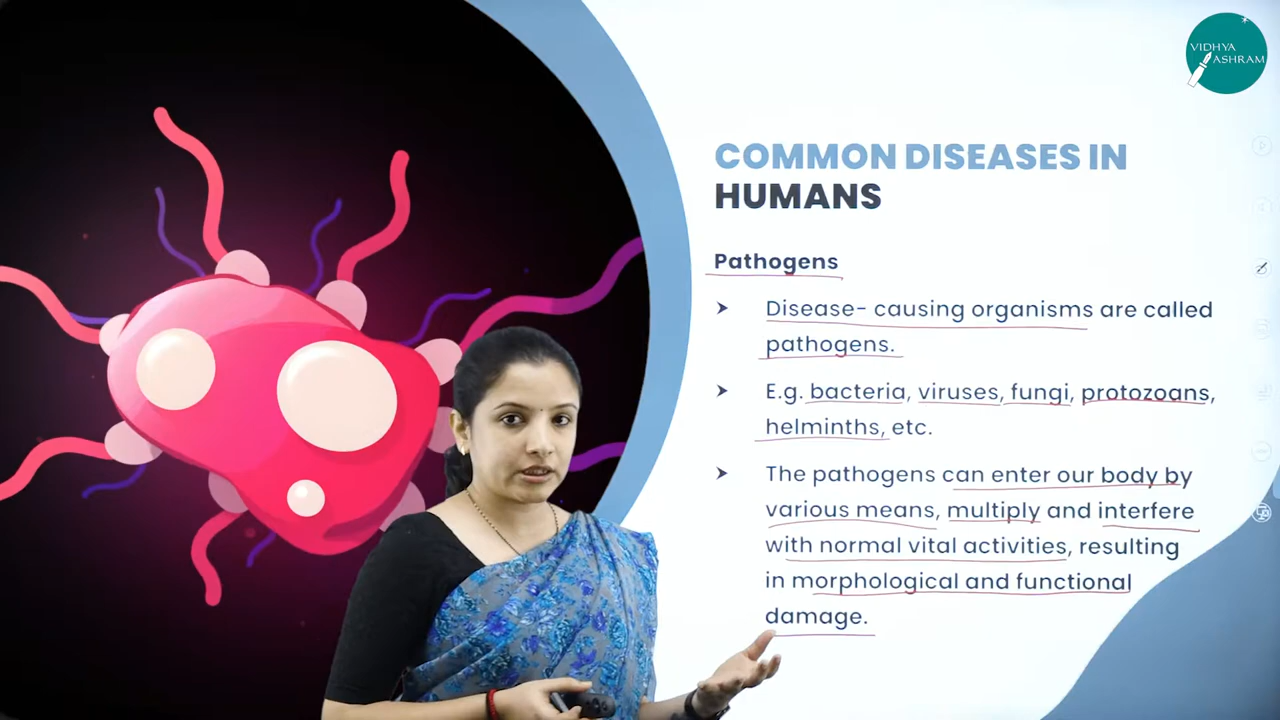 VIDHYA
ASHRAM
COMMON DISEASES IN
HUMANS
Pathogens
Disease- causing organisms are called
pathogens.
E.g. bacteria, viruses, fungi, protozoans,
helminths, etc.
The pathogens can enter our body by
various means, multiply and interfere
with normal vital activities, resulting
in morphological and functional
damage.